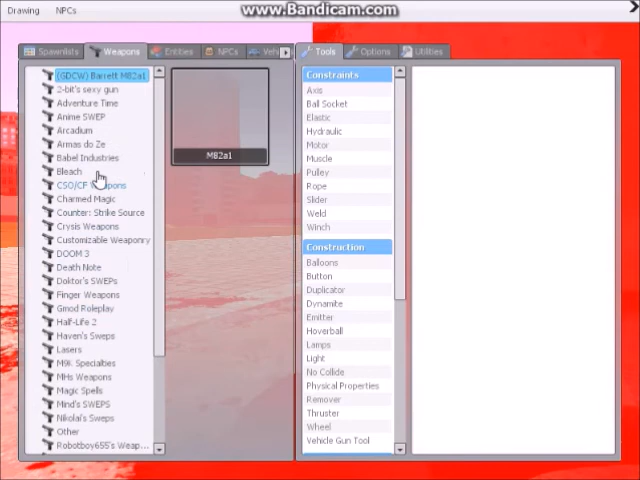 Drawing NPCs
www.Bandicam.com
Spawnlists Weapons Entities NPCs Vehi
Tools Options Utilities
(GDCW) Barrett M82a1
2-bit's sexy gun
Adventure Time
Anime SWEP
Arcadium
Armas do Ze
Babel Industries
Bleach
CSO/CF Weapons
Charmed Magic
Counter: Strike Source
Crysis Weapons
Customizable Weaponry
DOOM 3
Death Note
Doktor's SWEPs
Finger Weapons
Gmod Roleplay
Half-Life 2
Haven's Sweps
Lasers
M9K Specialties
MHs Weapons
Magic Spells
Mind's SWEPS
Nikolai's Sweps
Other
Robotboy655's Weap...
M82a1
Constraints
Axis
Ball Socket
Elastic
Hydraulic
Motor
Muscle
Pulley
Rope
Slider
Weld
Winch
Construction
Balloons
Button
Duplicator
Dynamite
Emitter
Hoverball
Lamps
Light
No Collide
Physical Properties
Remover
Thruster
Wheel
Vehicle Gun Tool